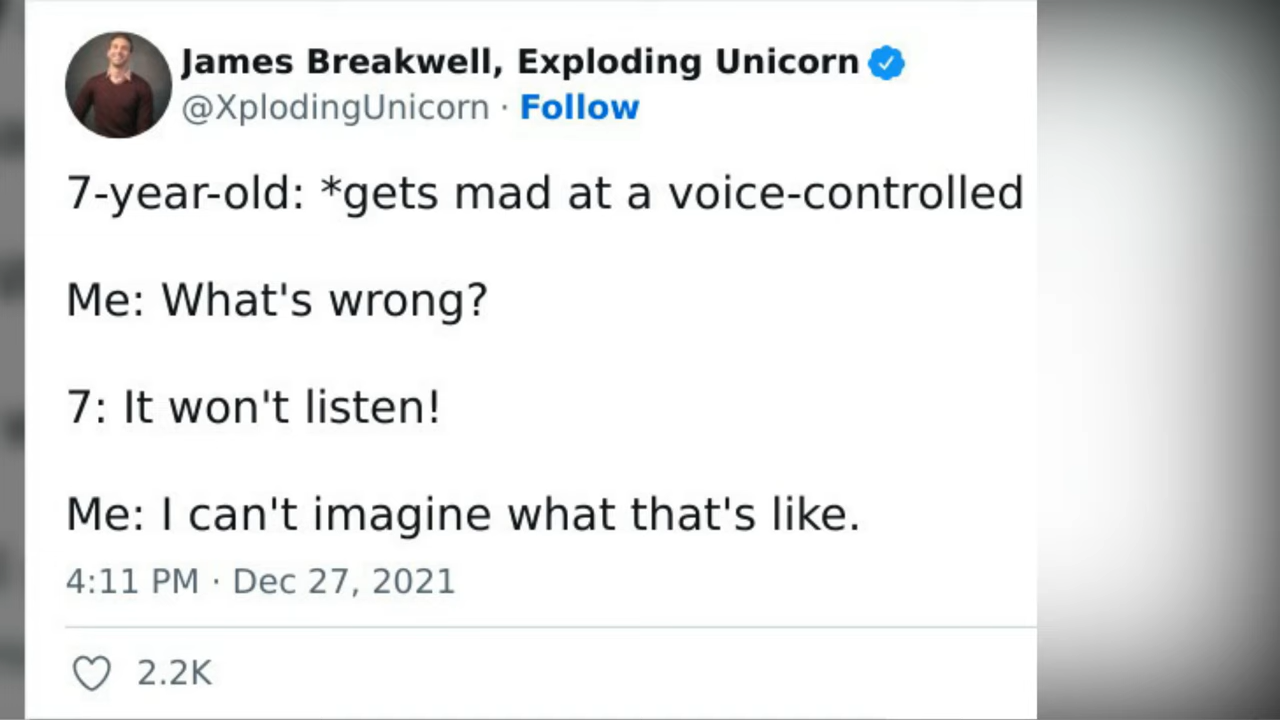 James Breakwell, Exploding Unicorn
@XplodingUnicorn · Follow
7-year-old: *gets mad at a voice-controlled
Me: What's wrong?
7: It won't listen!
Me: I can't imagine what that's like.
4:11 PM · Dec 27, 2021
2.2K